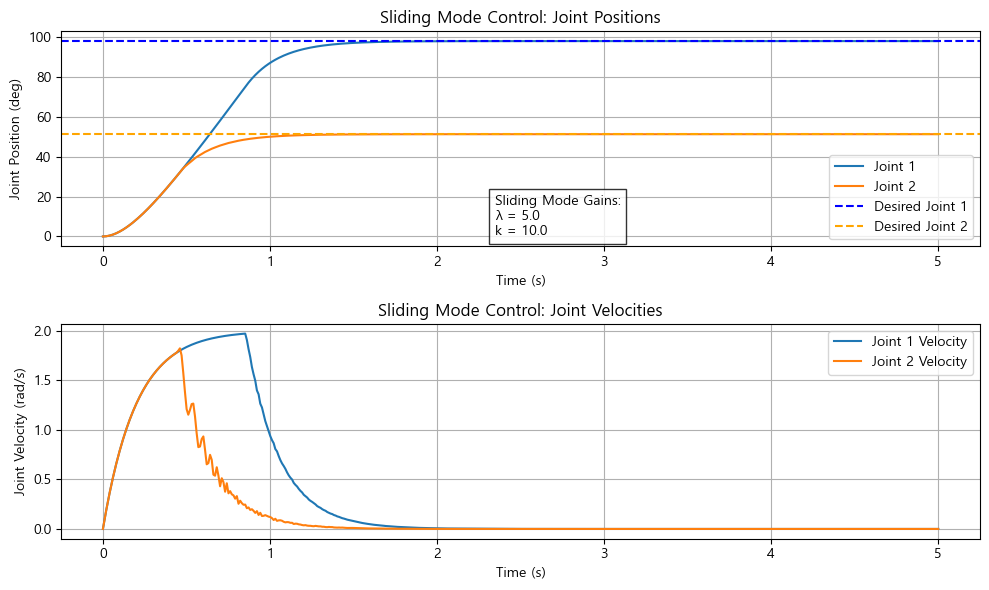 Sliding Mode Control: Joint Positions
Joint Position (deg)
100
80
60
40
20
0
Sliding Mode Gains:
λ = 5.0
k = 10.0
Joint 1
Joint 2
Desired Joint 1
Desired Joint 2
0 1 2 3 4 5
Time (s)
Sliding Mode Control: Joint Velocities
Joint Velocity (rad/s)
2.0
1.5
1.0
0.5
0.0
Joint 1 Velocity
Joint 2 Velocity
0 1 2 3 4 5
Time (s)